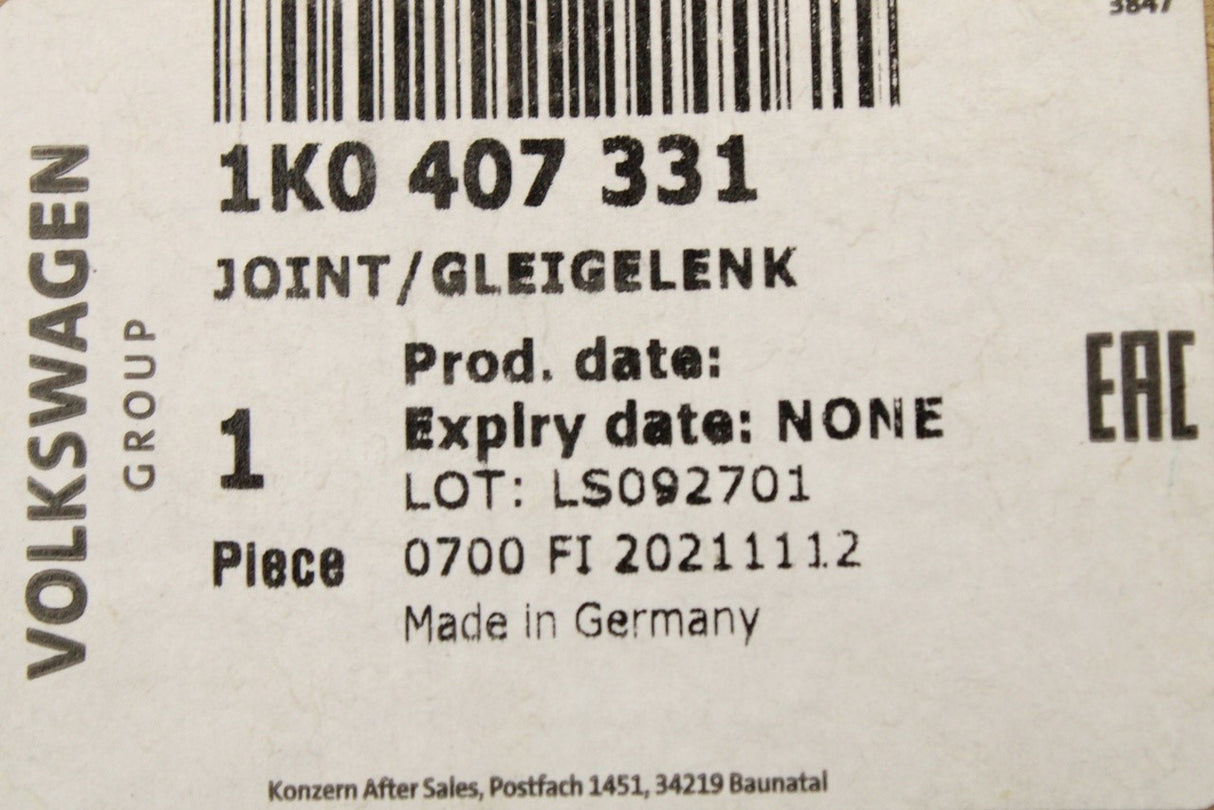 3847
1K0 407 331
JOINT/GLEIGELENK
Prod. date:
Expiry date: NONE
LOT: LS092701
1
Piece
0700 FI 20211112
Made in Germany
VOLKSWAGEN
GROUP
EAC
Konzern After Sales, Postfach 1451, 34219 Baunatal